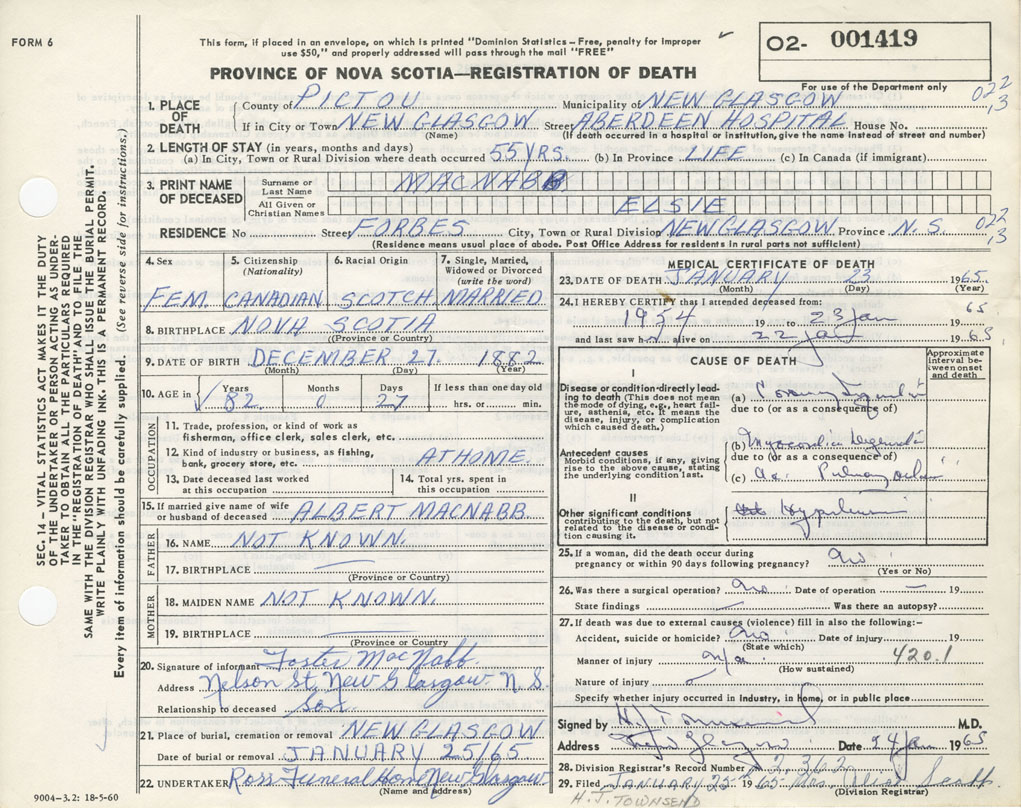 FORM 6
This form, if placed in an envelope, on which is printed "Dominion Statistics – Free, penalty for improper
use $50," and properly addressed will pass through the mail "FREE"
O2- 001419
PROVINCE OF NOVA SCOTIA—REGISTRATION OF DEATH
For use of the Department only
022
13
1. PLACE OF DEATH
County of PICTOU Municipality of NEW GLASGOW
If in City or Town NEW GLASGOW Street ABERDEEN HOSPITAL House No.
(Name) (If death occurred in a hospital or institution, give the name instead of street and number)
2. LENGTH OF STAY (in years, months and days)
(a) In City, Town or Rural Division where death occurred 55 YRS. (b) In Province LIFE (c) In Canada (if immigrant)
3. PRINT NAME OF DECEASED
Surname or Last Name MACNABB
All Given or Christian Names ELSIE
RESIDENCE No Street FORBES City, Town or Rural Division NEW GLASGOW Province N.S. 022
13
(Residence means usual place of abode. Post Office Address for residents in rural parts not sufficient)
4. Sex
FEM.
5. Citizenship (Nationality)
CANADIAN
6. Racial Origin
SCOTCH
7. Single, Married, Widowed or Divorced (write the word)
MARRIED
8. BIRTHPLACE NOVA SCOTIA
(Province or Country)
9. DATE OF BIRTH DECEMBER 27. 1882
(Month) (Day) (Year)
10. AGE in
Years Months Days If less than one day old
82 0 27 hrs. or min.
OCCUPATION
11. Trade, profession, or kind of work as
fisherman, office clerk, sales clerk, etc.
12. Kind of industry or business, as fishing,
bank, grocery store, etc. AT HOME.
13. Date deceased last worked
at this occupation
14. Total yrs. spent in
this occupation
15. If married give name of wife
or husband of deceased ALBERT MACNABB
FATHER
16. NAME NOT KNOWN.
17. BIRTHPLACE
(Province or Country)
MOTHER
18. MAIDEN NAME NOT KNOWN.
19. BIRTHPLACE
(Province or Country
20. Signature of informant Foster MacNabb.
Address Nelson St, New Glasgow N.S.
Relationship to deceased Son
21. Place of burial, cremation or removal NEW GLASGOW
Date of burial or removal JANUARY 25/65
22. UNDERTAKER Ross Funeral Home New Glasgow
(Name and address)
MEDICAL CERTIFICATE OF DEATH
23. DATE OF DEATH JANUARY 23 1965
(Month) (Day) (Year)
24. I HEREBY CERTIFY that I attended deceased from:
1954 19 to 23 Jan 19 65
and last saw h alive on 22 Jan 1965
CAUSE OF DEATH
Approximate interval between onset and death
I
Disease or condition directly leading to death (This does not mean
the mode of dying, e.g., heart failure, asthenia, etc. It means the
disease, injury, or complication
which caused death.)
(a)
due to (or as a consequence of)
Antecedent causes
Morbid conditions, if any, giving
rise to the above cause, stating
the underlying condition last.
(b)
due to (or as a consequence of)
(c)
II
Other significant conditions
contributing to the death, but not
related to the disease or condition causing it.
25. If a woman, did the death occur during
pregnancy or within 90 days following pregnancy? No
(Yes or No)
26. Was there a surgical operation? No Date of operation 19
State findings Was there an autopsy?
27. If death was due to external causes (violence) fill in also the following:-
Accident, suicide or homicide? No Date of injury 19
(State which)
Manner of injury 420.1
(How sustained)
Nature of injury
Specify whether injury occurred in Industry, in Home, or in public place
Signed by M.D.
Address New Glasgow Date 24 Jan 1965
28. Division Registrar's Record Number
29. Filed JANUARY 25 1965 Scott
(Division Registrar)
H.J. TOWNSEND
SEC. 14—VITAL STATISTICS ACT MAKES IT THE DUTY
OF THE UNDERTAKER OR PERSON ACTING AS UNDER-
TAKER TO OBTAIN ALL THE PARTICULARS REQUIRED
IN THE "REGISTRATION OF DEATH" AND TO FILE THE
SAME WITH THE DIVISION REGISTRAR WHO SHALL ISSUE THE BURIAL PERMIT.
WRITE PLAINLY WITH UNFADING INK. THIS IS A PERMANENT RECORD.
Every item of information should be carefully supplied. (See reverse side for instructions.)
9004–3.2: 18-5-60